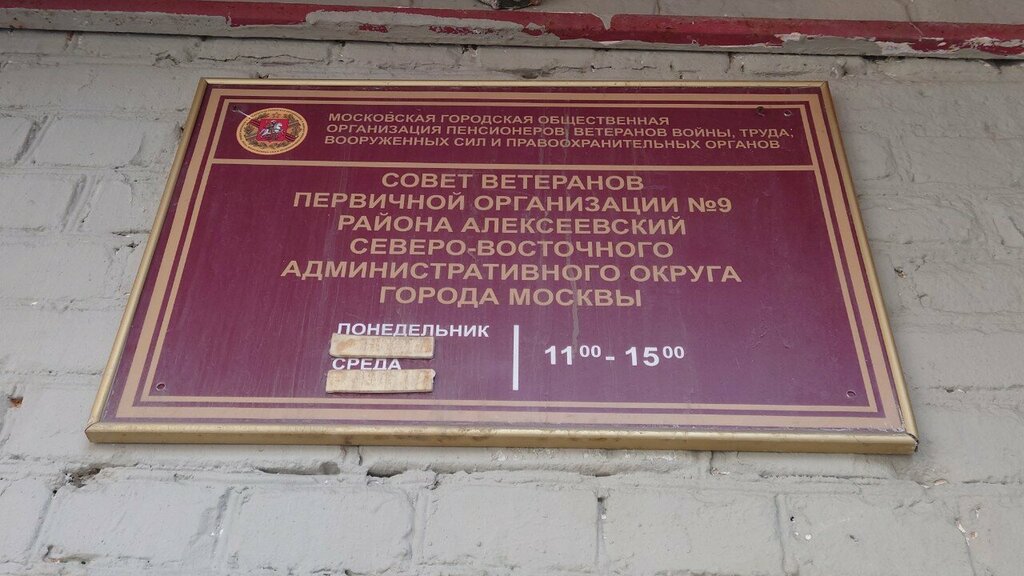 МОСКОВСКАЯ ГОРОДСКАЯ ОБЩЕСТВЕННАЯ
ОРГАНИЗАЦИЯ ПЕНСИОНЕРОВ, ВЕТЕРАНОВ ВОЙНЫ, ТРУДА,
ВООРУЖЕННЫХ СИЛ И ПРАВООХРАНИТЕЛЬНЫХ ОРГАНОВ
СОВЕТ ВЕТЕРАНОВ
ПЕРВИЧНОЙ ОРГАНИЗАЦИИ №9
РАЙОНА АЛЕКСЕЕВСКИЙ
СЕВЕРО-ВОСТОЧНОГО
АДМИНИСТРАТИВНОГО ОКРУГА
ГОРОДА МОСКВЫ
ПОНЕДЕЛЬНИК
СРЕДА
11⁰⁰ - 15⁰⁰